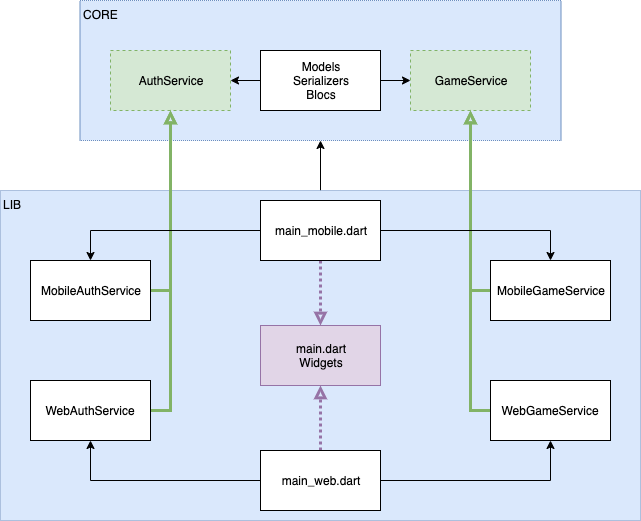 CORE
AuthService
Models
Serializers
Blocs
GameService
LIB
main_mobile.dart
MobileAuthService
MobileGameService
main.dart
Widgets
WebAuthService
WebGameService
main_web.dart